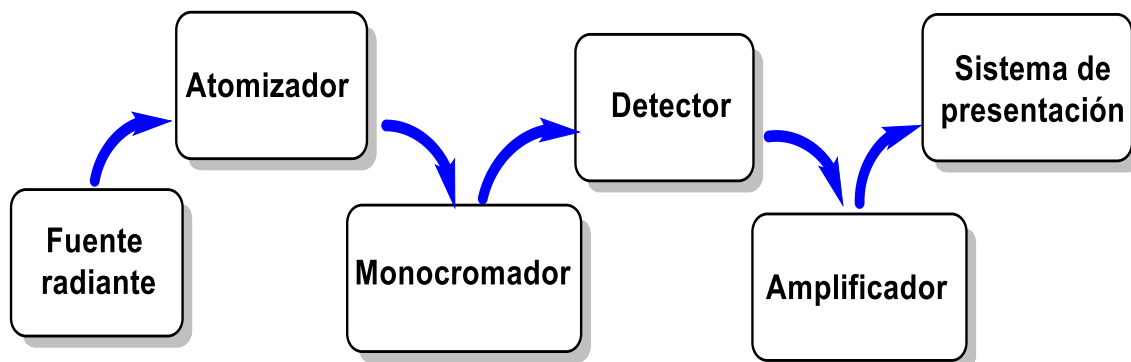 Fuente
radiante
Atomizador
Monocromador
Detector
Amplificador
Sistema de
presentación